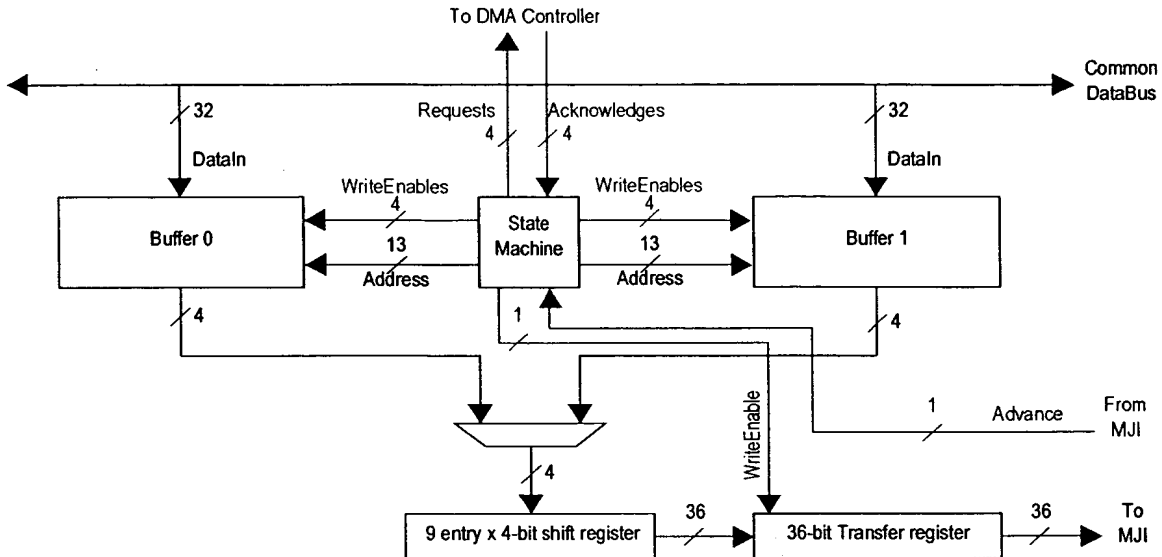 To DMA Controller
Common
DataBus
32
Requests
4
Acknowledges
4
32
DataIn
DataIn
WriteEnables
4
WriteEnables
4
Buffer 0
State
Machine
Buffer 1
13
Address
13
Address
4
1
4
WriteEnable
1
Advance
From
MJI
4
9 entry x 4-bit shift register
36
36-bit Transfer register
36
To
MJI